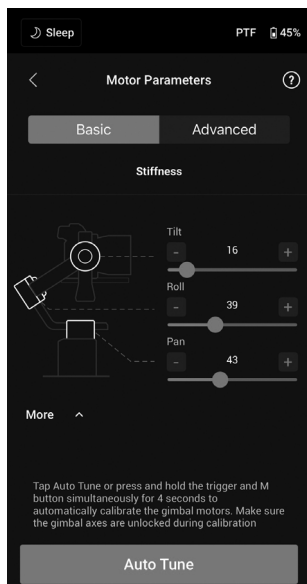 Sleep PTF 45%
Motor Parameters ?
Basic Advanced
Stiffness
Tilt
- 16 +
Roll
- 39 +
Pan
- 43 +
More
Tap Auto Tune or press and hold the trigger and M
button simultaneously for 4 seconds to
automatically calibrate the gimbal motors. Make sure
the gimbal axes are unlocked during calibration
Auto Tune